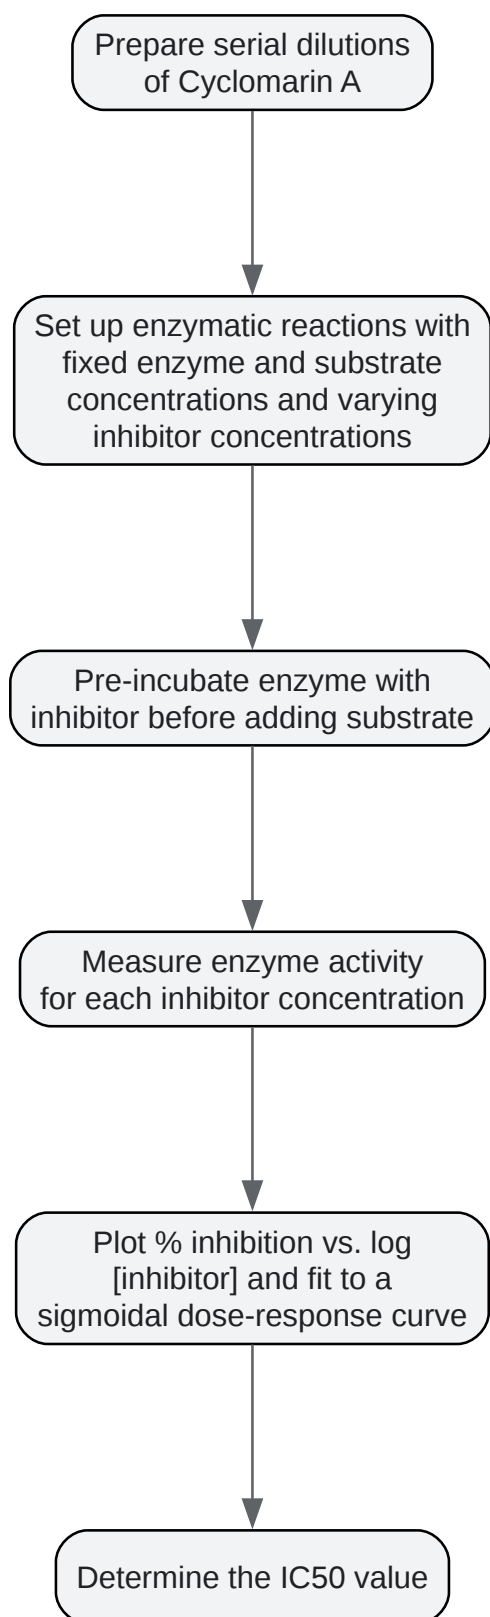 Prepare serial dilutions
of Cyclomarin A
Set up enzymatic reactions with
fixed enzyme and substrate
concentrations and varying
inhibitor concentrations
Pre-incubate enzyme with
inhibitor before adding substrate
Measure enzyme activity
for each inhibitor concentration
Plot % inhibition vs. log
[inhibitor] and fit to a
sigmoidal dose-response curve
Determine the IC50 value